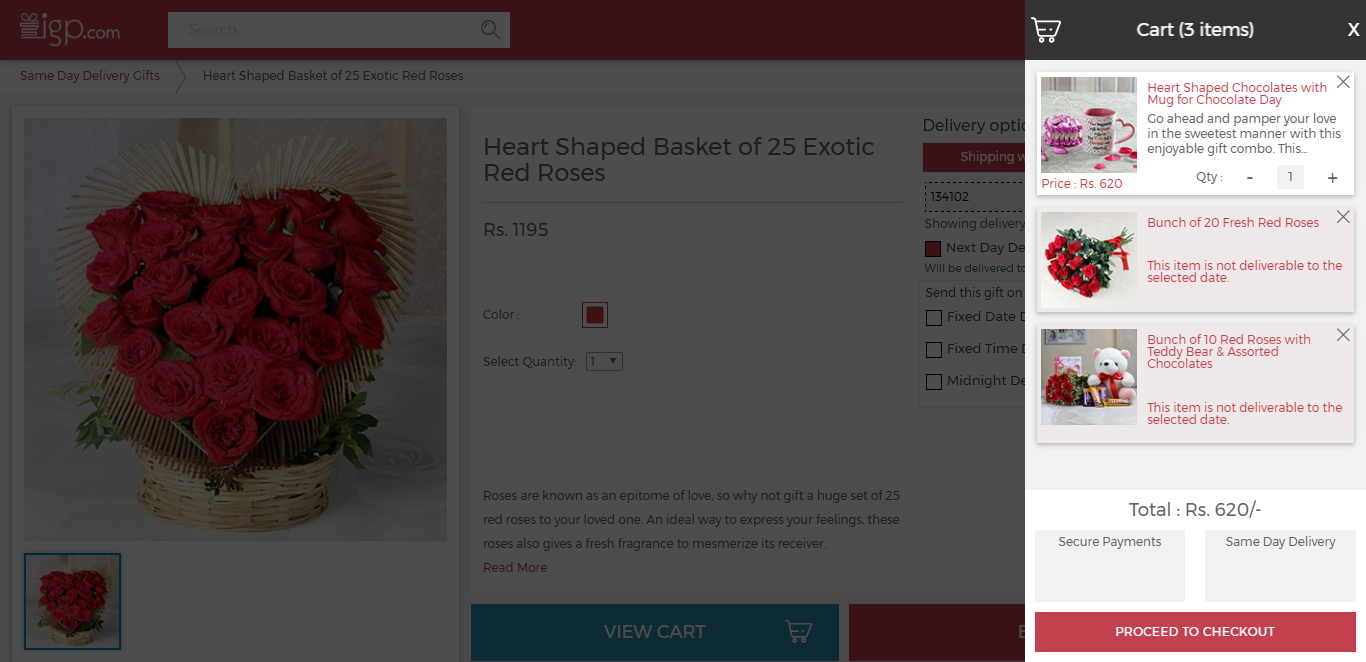 igp.com
Search...
Same Day Delivery Gifts
Heart Shaped Basket of 25 Exotic Red Roses
Heart Shaped Basket of 25 Exotic
Red Roses
Rs. 1195
Color :
Select Quantity:
1
Roses are known as an epitome of love, so why not gift a huge set of 25
red roses to your loved one. An ideal way to express your feelings, these
roses also gives a fresh fragrance to mesmerize its receiver.
Read More
VIEW CART
Delivery optio
Shipping w
134102
Showing delivery
Next Day De
Will be delivered to
Send this gift on
Fixed Date D
Fixed Time D
Midnight De
Cart (3 items)
X
Heart Shaped Chocolates with
Mug for Chocolate Day
Go ahead and pamper your love
in the sweetest manner with this
enjoyable gift combo. This...
Price : Rs. 620
Qty :
-
1
+
Bunch of 20 Fresh Red Roses
This item is not deliverable to the
selected date.
Bunch of 10 Red Roses with
Teddy Bear & Assorted
Chocolates
This item is not deliverable to the
selected date.
Total : Rs. 620/-
Secure Payments
Same Day Delivery
PROCEED TO CHECKOUT